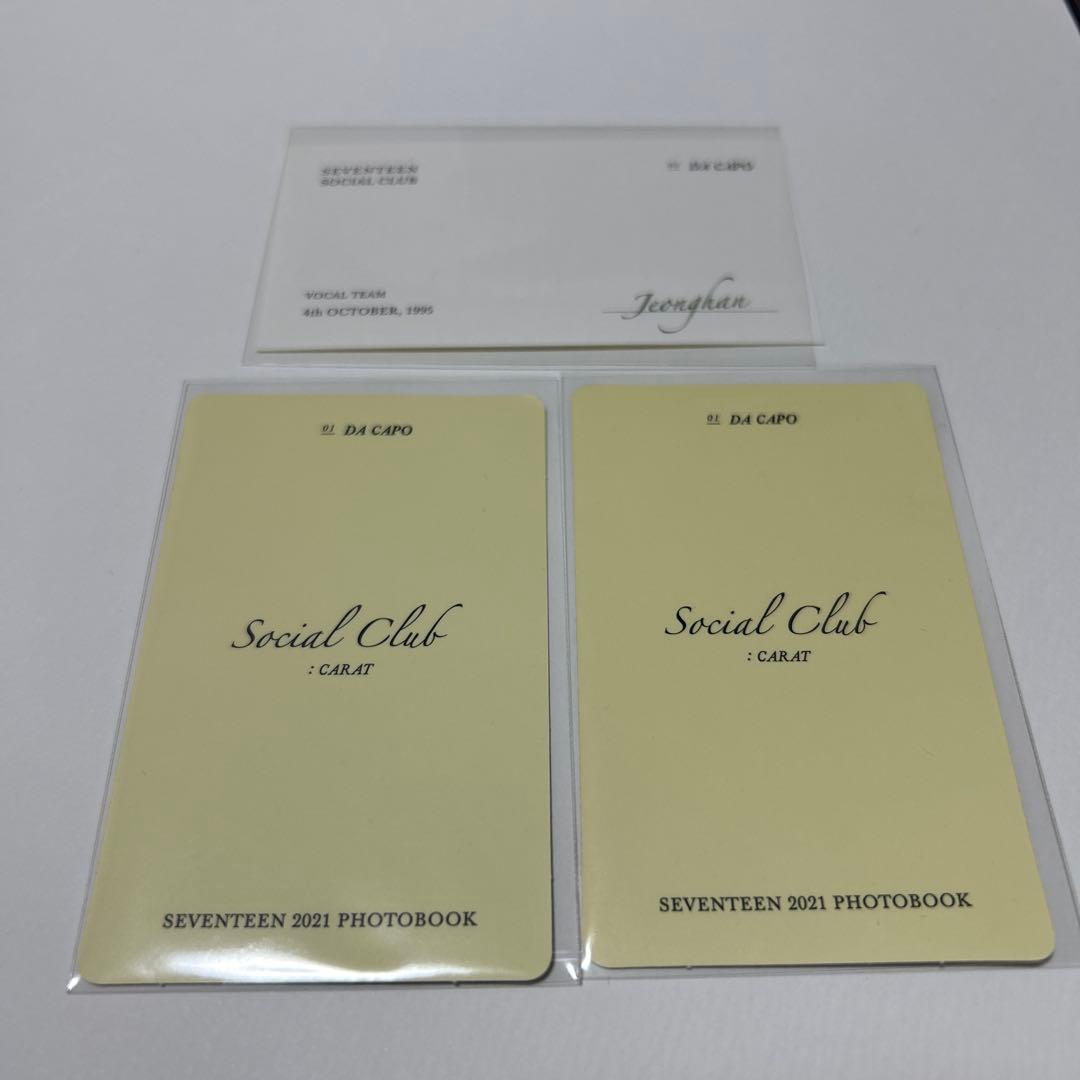 SEVENTEEN
SOCIAL CLUB
01 DA CAPO
VOCAL TEAM
4th OCTOBER, 1995
Jeonghan
01 DA CAPO
Social Club
: CARAT
SEVENTEEN 2021 PHOTOBOOK
01 DA CAPO
Social Club
: CARAT
SEVENTEEN 2021 PHOTOBOOK